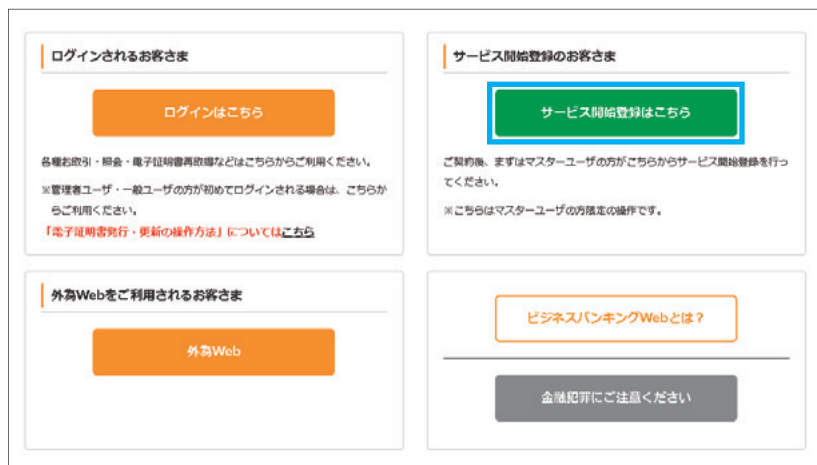 ログインされるお客さま
ログインはこちら
各種お取引・照会・電子証明書再取得などはこちらからご利用ください。
※管理者ユーザ・一般ユーザの方が初めてログインされる場合は、こちらか
らご利用ください。
「電子証明書発行・更新の操作方法」についてはこちら
サービス開始登録のお客さま
サービス開始登録はこちら
ご契約後、まずはマスターユーザの方がこちらからサービス開始登録を行っ
てください。
※こちらはマスターユーザの方限定の操作です。
外為Webをご利用されるお客さま
外為Web
ビジネスバンキングWebとは？
金融犯罪にご注意ください